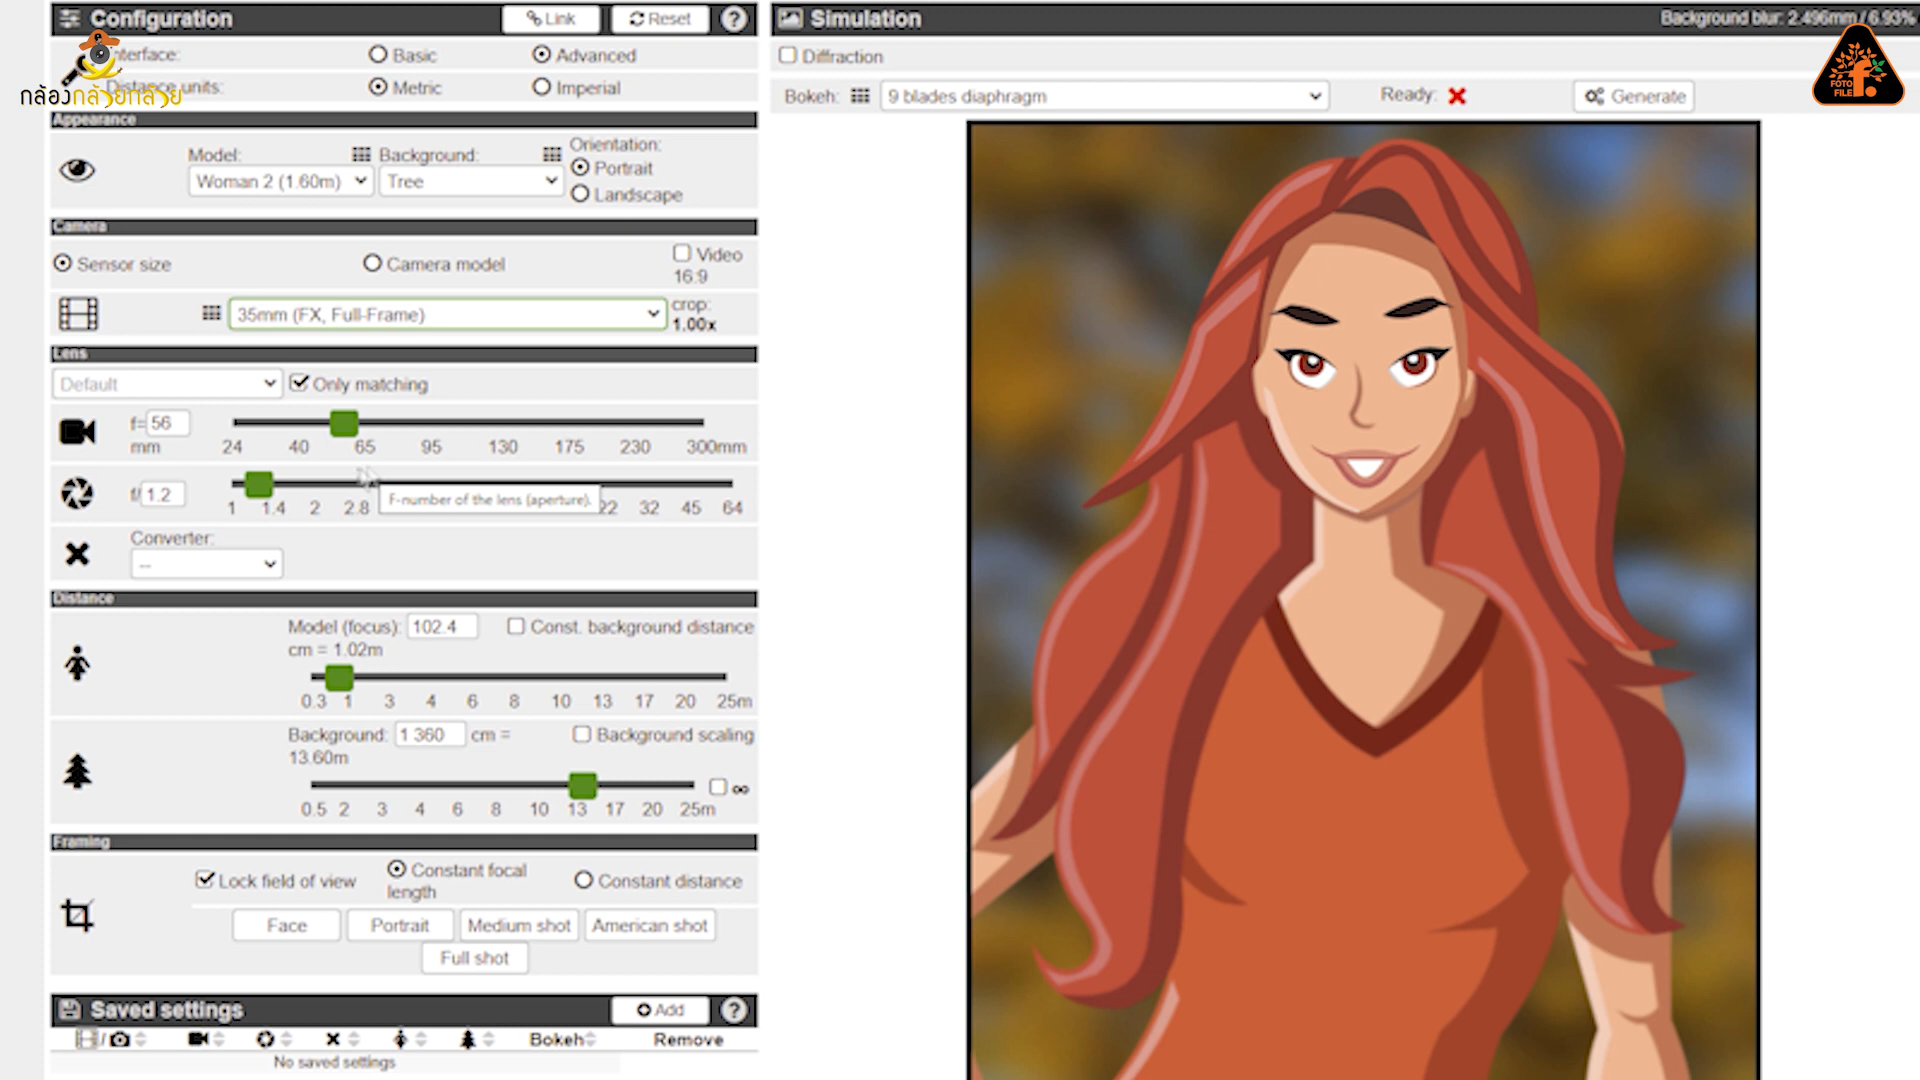 Configuration
Link
Reset
?
Interface:
Basic
Advanced
Distance units:
Metric
Imperial
กล้องกล้วยกล้วย
Appearance
Model:
Background:
Orientation:
Woman 2 (1.60m)
Tree
Portrait
Landscape
Camera
Sensor size
Camera model
Video
16:9
35mm (FX, Full-Frame)
crop:
1.00x
Lens
Default
Only matching
f= 56
mm
24 40 65 95 130 175 230 300mm
f/ 1.2
F-number of the lens (aperture).
1 1.4 2 2.8 22 32 45 64
Converter:
--
Distance
Model (focus): 102.4
Const. background distance
cm = 1.02m
0.3 1 3 4 6 8 10 13 17 20 25m
Background: 1 360 cm =
Background scaling
13.60m
∞
0.5 2 3 4 6 8 10 13 17 20 25m
Framing
Lock field of view
Constant focal
length
Constant distance
Face
Portrait
Medium shot
American shot
Full shot
Saved settings
Add
?
/
Bokeh
Remove
No saved settings
Simulation
Background blur: 2.496mm / 6.93%
Diffraction
Bokeh:
9 blades diaphragm
Ready:
Generate
FOTO
FILE
f.